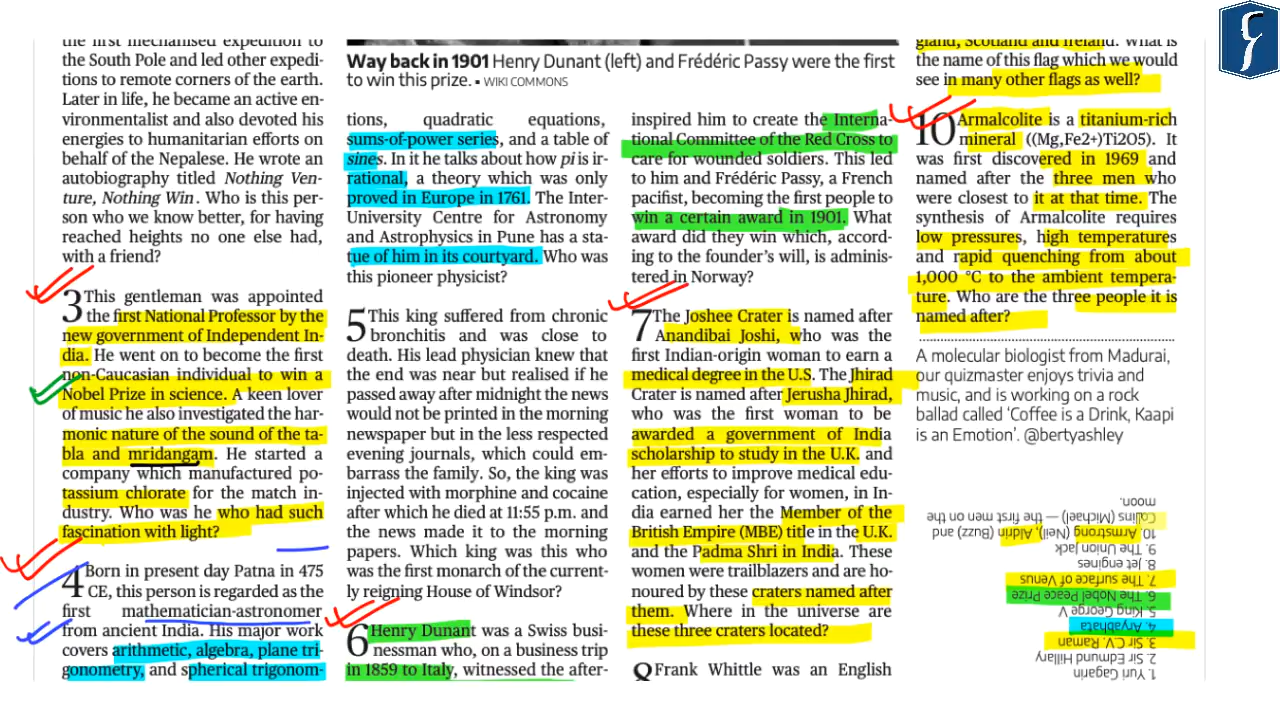 the first mechanised expedition to
the South Pole and led other expedi-
tions to remote corners of the earth.
Later in life, he became an active en-
vironmentalist and also devoted his
energies to humanitarian efforts on
behalf of the Nepalese. He wrote an
autobiography titled Nothing Ven-
ture, Nothing Win. Who is this per-
son who we know better, for having
reached heights no one else had,
with a friend?
3 This gentleman was appointed
the first National Professor by the
new government of Independent In-
dia. He went on to become the first
non-Caucasian individual to win a
Nobel Prize in science. A keen lover
of music he also investigated the har-
monic nature of the sound of the ta-
bla and mridangam. He started a
company which manufactured po-
tassium chlorate for the match in-
dustry. Who was he who had such
fascination with light?
4 Born in present day Patna in 475
CE, this person is regarded as the
first mathematician-astronomer
from ancient India. His major work
covers arithmetic, algebra, plane tri-
gonometry, and spherical trigonom-
Way back in 1901 Henry Dunant (left) and Frédéric Passy were the first
to win this prize. ▪ WIKI COMMONS
tions, quadratic equations,
sums-of-power series, and a table of
sines. In it he talks about how pi is ir-
rational, a theory which was only
proved in Europe in 1761. The Inter-
University Centre for Astronomy
and Astrophysics in Pune has a sta-
tue of him in its courtyard. Who was
this pioneer physicist?
5 This king suffered from chronic
bronchitis and was close to
death. His lead physician knew that
the end was near but realised if he
passed away after midnight the news
would not be printed in the morning
newspaper but in the less respected
evening journals, which could em-
barrass the family. So, the king was
injected with morphine and cocaine
after which he died at 11:55 p.m. and
the news made it to the morning
papers. Which king was this who
was the first monarch of the current-
ly reigning House of Windsor?
6 Henry Dunant was a Swiss busi-
nessman who, on a business trip
in 1859 to Italy, witnessed the after-
inspired him to create the Interna-
tional Committee of the Red Cross to
care for wounded soldiers. This led
to him and Frédéric Passy, a French
pacifist, becoming the first people to
win a certain award in 1901. What
award did they win which, accord-
ing to the founder's will, is adminis-
tered in Norway?
7 The Joshee Crater is named after
Anandibai Joshi, who was the
first Indian-origin woman to earn a
medical degree in the U.S. The Jhirad
Crater is named after Jerusha Jhirad,
who was the first woman to be
awarded a government of India
scholarship to study in the U.K. and
her efforts to improve medical edu-
cation, especially for women, in In-
dia earned her the Member of the
British Empire (MBE) title in the U.K.
and the Padma Shri in India. These
women were trailblazers and are ho-
noured by these craters named after
them. Where in the universe are
these three craters located?
8 Frank Whittle was an English
gland, Scotland and Ireland. What is
the name of this flag which we would
see in many other flags as well?
10 Armalcolite is a titanium-rich
mineral ((Mg,Fe2+)Ti2O5). It
was first discovered in 1969 and
named after the three men who
were closest to it at that time. The
synthesis of Armalcolite requires
low pressures, high temperatures
and rapid quenching from about
1,000 °C to the ambient tempera-
ture. Who are the three people it is
named after?
A molecular biologist from Madurai,
our quizmaster enjoys trivia and
music, and is working on a rock
ballad called 'Coffee is a Drink, Kaapi
is an Emotion'. @bertyashley
1. Yuri Gagarin
2. Sir Edmund Hillary
3. Sir C.V. Raman
4. Aryabhata
5. King George V
6. The Nobel Peace Prize
7. The surface of Venus
8. Jet engines
9. The Union Jack
10. Armstrong (Neil), Aldrin (Buzz) and
Collins (Michael) — the first men on the
moon.